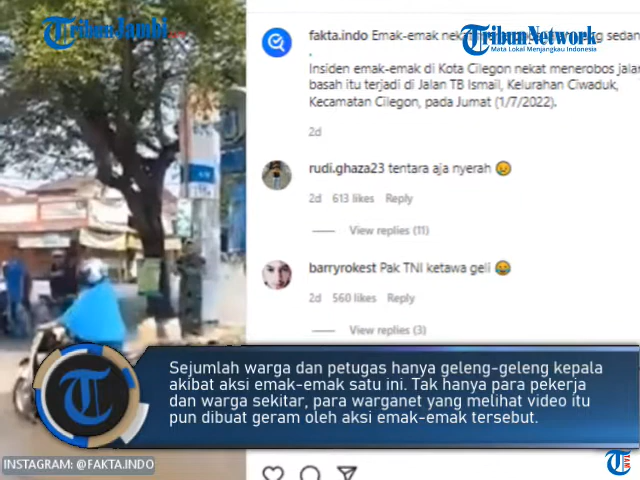 TribunJambi.com
TribunNetwork
Mata Lokal Menjangkau Indonesia
fakta.indo Emak-emak nekat
sedan
Insiden emak-emak di Kota Cilegon nekat menerobos jalan
basah itu terjadi di Jalan TB Ismail, Kelurahan Ciwaduk,
Kecamatan Cilegon, pada Jumat (1/7/2022).
2d
rudi.ghaza23 tentara aja nyerah
2d 613 likes Reply
View replies (11)
barryrokest Pak TNI ketawa geli
2d 560 likes Reply
View replies (3)
Sejumlah warga dan petugas hanya geleng-geleng kepala
akibat aksi emak-emak satu ini. Tak hanya para pekerja
dan warga sekitar, para warganet yang melihat video itu
pun dibuat geram oleh aksi emak-emak tersebut.
INSTAGRAM: @FAKTA.INDO